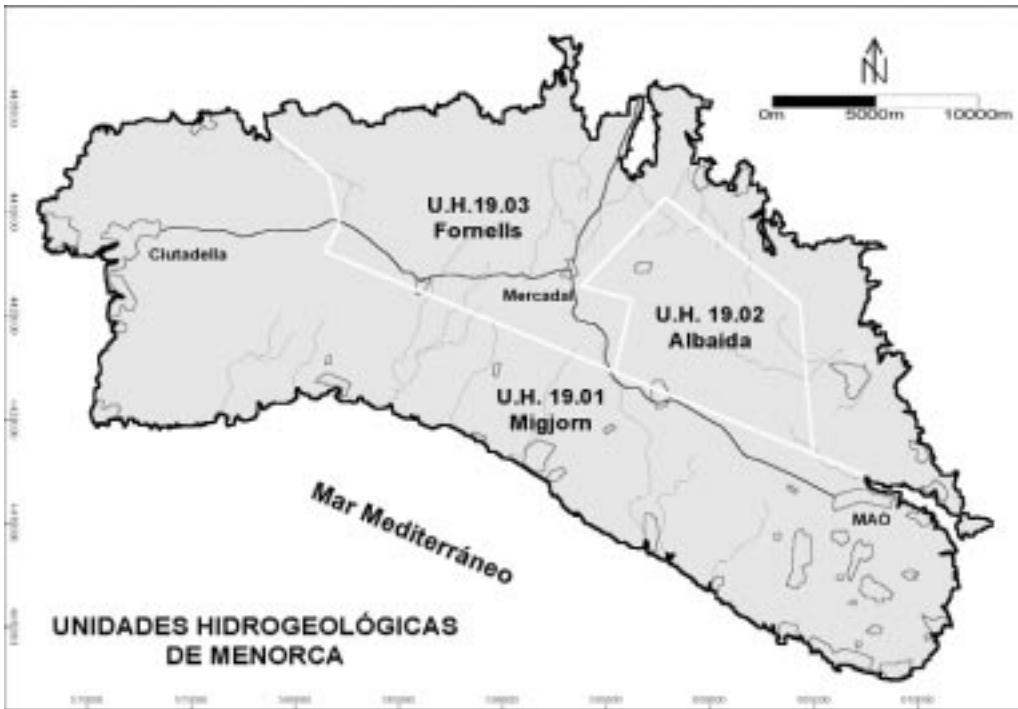 N
0m 5000m 10000m
U.H.19.03
Fornells
Ciutadella
Mercadal
U.H. 19.02
Albaida
U.H. 19.01
Migjorn
Mar Mediterráneo
MAÓ
UNIDADES HIDROGEOLÓGICAS
DE MENORCA